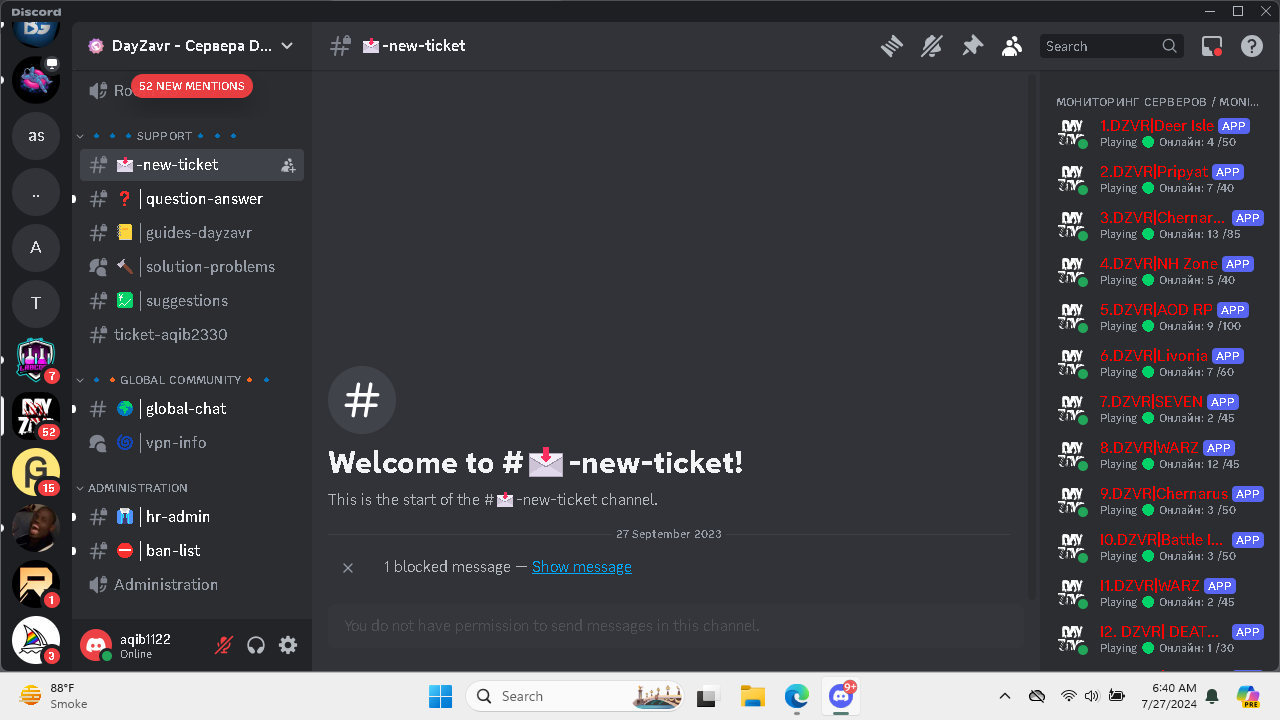 Discord
DayZavr - Сервера D...
-new-ticket
Search
Ro
52 NEW MENTIONS
SUPPORT
-new-ticket
| question-answer
| guides-dayzavr
| solution-problems
| suggestions
ticket-aqib2330
GLOBAL COMMUNITY
| global-chat
| vpn-info
ADMINISTRATION
| hr-admin
| ban-list
Administration
as
..
A
T
7
DAY
52
G
15
1
3
aqib1122
Online
Welcome to # -new-ticket!
This is the start of the # -new-ticket channel.
27 September 2023
1 blocked message — Show message
You do not have permission to send messages in this channel.
МОНИТОРИНГ СЕРВЕРОВ / MONI...
1.DZVR|Deer Isle APP
Playing Онлайн: 4 /50
2.DZVR|Pripyat APP
Playing Онлайн: 7 /40
3.DZVR|Chernar... APP
Playing Онлайн: 13 /85
4.DZVR|NH Zone APP
Playing Онлайн: 5 /40
5.DZVR|AOD RP APP
Playing Онлайн: 9 /100
6.DZVR|Livonia APP
Playing Онлайн: 7 /60
7.DZVR|SEVEN APP
Playing Онлайн: 2 /45
8.DZVR|WARZ APP
Playing Онлайн: 12 /45
9.DZVR|Chernarus APP
Playing Онлайн: 3 /50
10.DZVR|Battle I... APP
Playing Онлайн: 3 /50
11.DZVR|WARZ APP
Playing Онлайн: 2 /45
12. DZVR| DEAT... APP
Playing Онлайн: 1 /30
88°F
Smoke
Search
9+
6:40 AM
7/27/2024
PRE